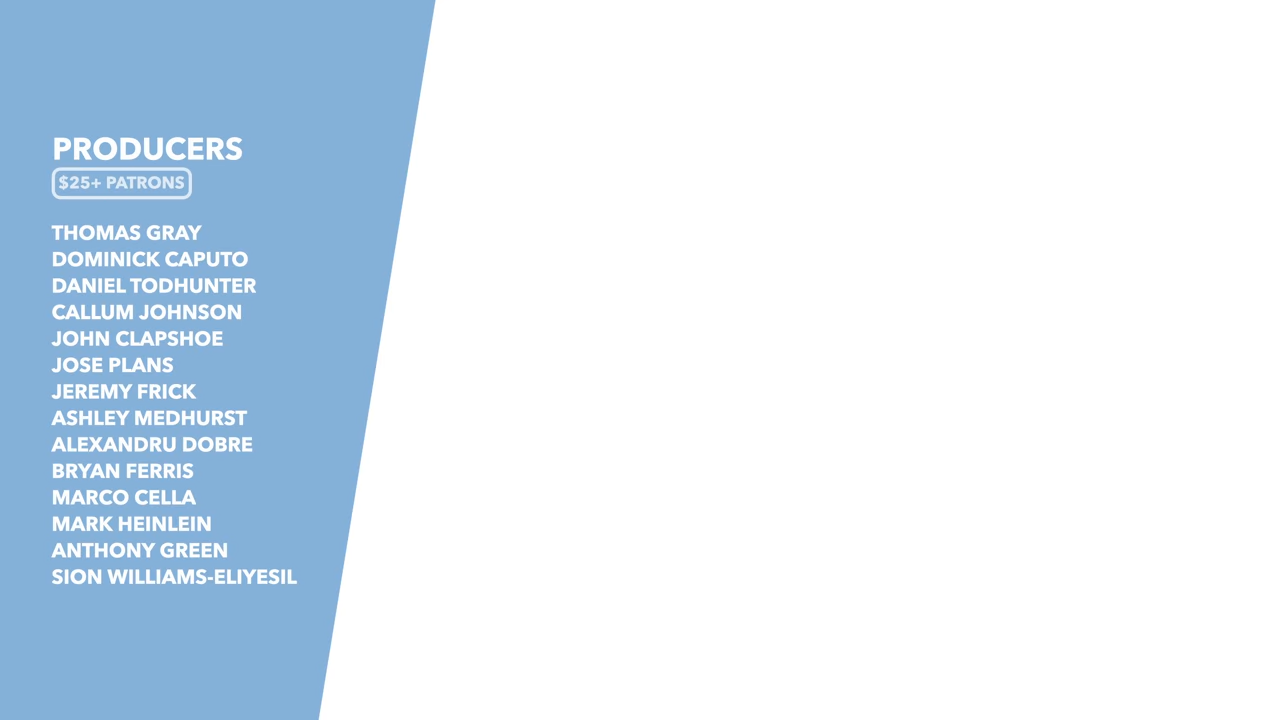 PRODUCERS
$25+ PATRONS
THOMAS GRAY
DOMINICK CAPUTO
DANIEL TODHUNTER
CALLUM JOHNSON
JOHN CLAPSHOE
JOSE PLANS
JEREMY FRICK
ASHLEY MEDHURST
ALEXANDRU DOBRE
BRYAN FERRIS
MARCO CELLA
MARK HEINLEIN
ANTHONY GREEN
SION WILLIAMS-ELIYESIL